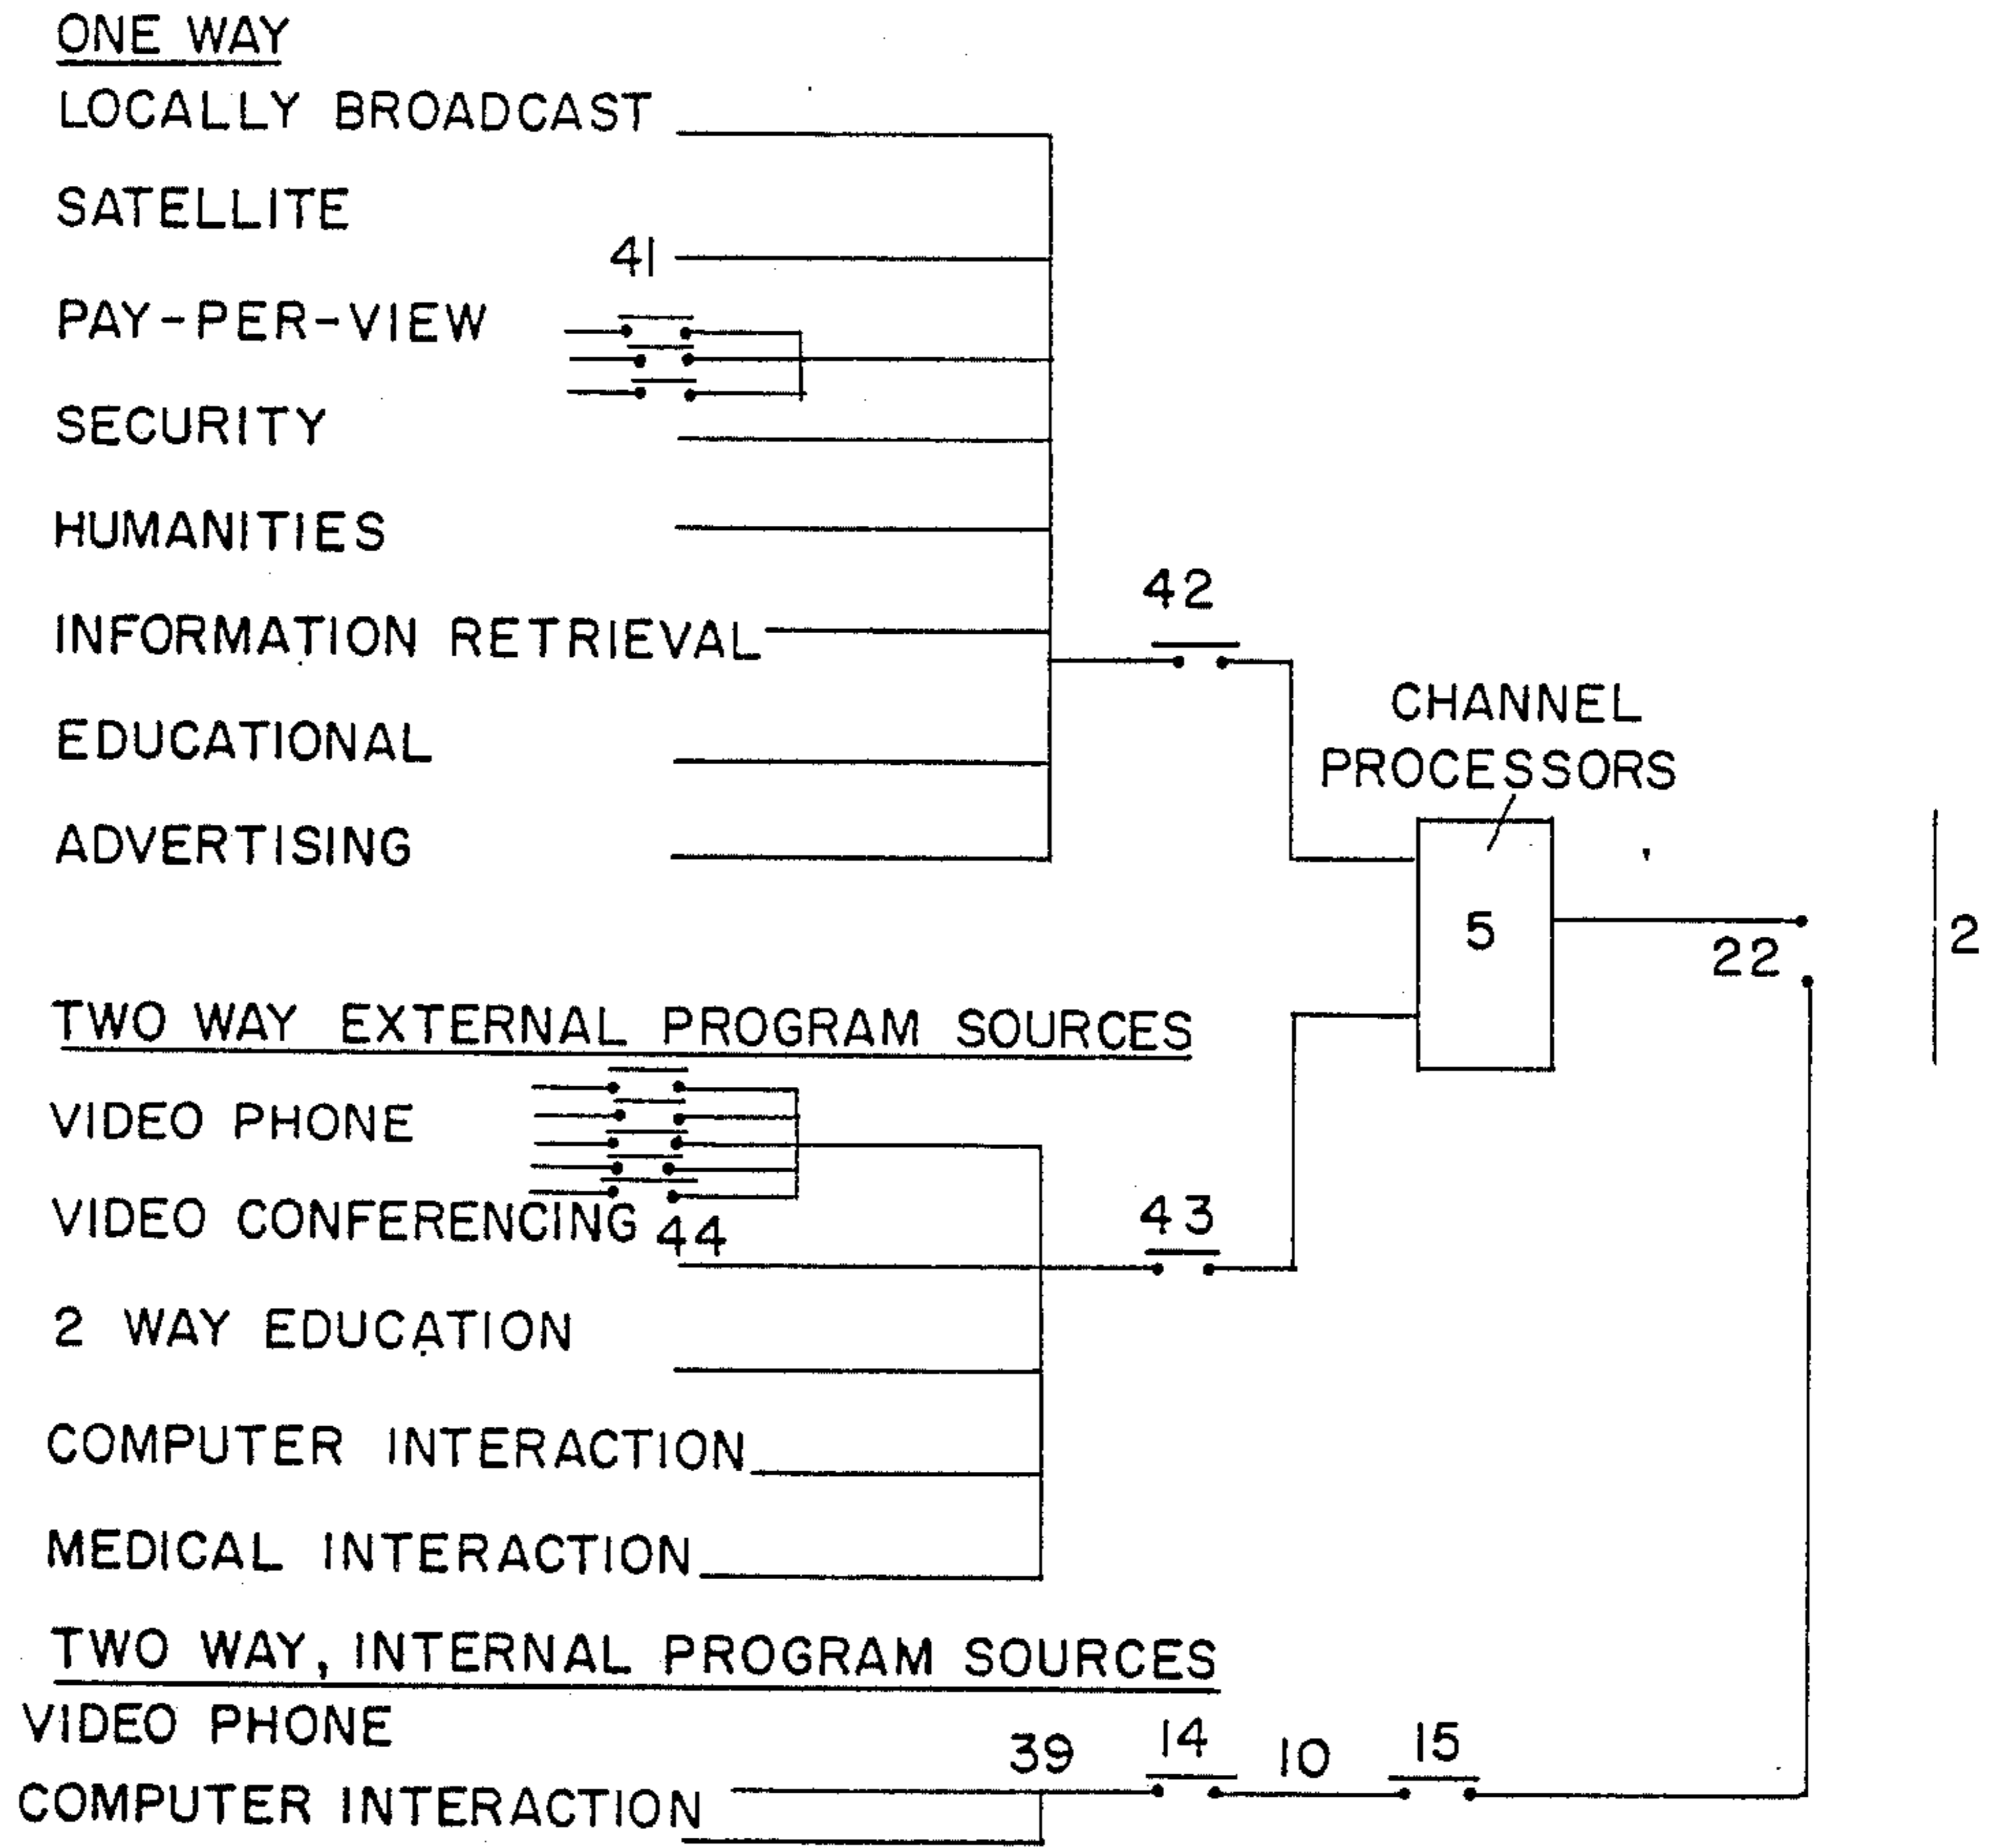 ONE WAY
LOCALLY BROADCAST
SATELLITE
41
PAY-PER-VIEW
SECURITY
HUMANITIES
42
INFORMATION RETRIEVAL
CHANNEL
PROCESSORS
EDUCATIONAL
ADVERTISING
5
22
2
TWO WAY EXTERNAL PROGRAM SOURCES
VIDEO PHONE
VIDEO CONFERENCING
44
43
2 WAY EDUCATION
COMPUTER INTERACTION
MEDICAL INTERACTION
TWO WAY, INTERNAL PROGRAM SOURCES
VIDEO PHONE
39
14
10
15
COMPUTER INTERACTION